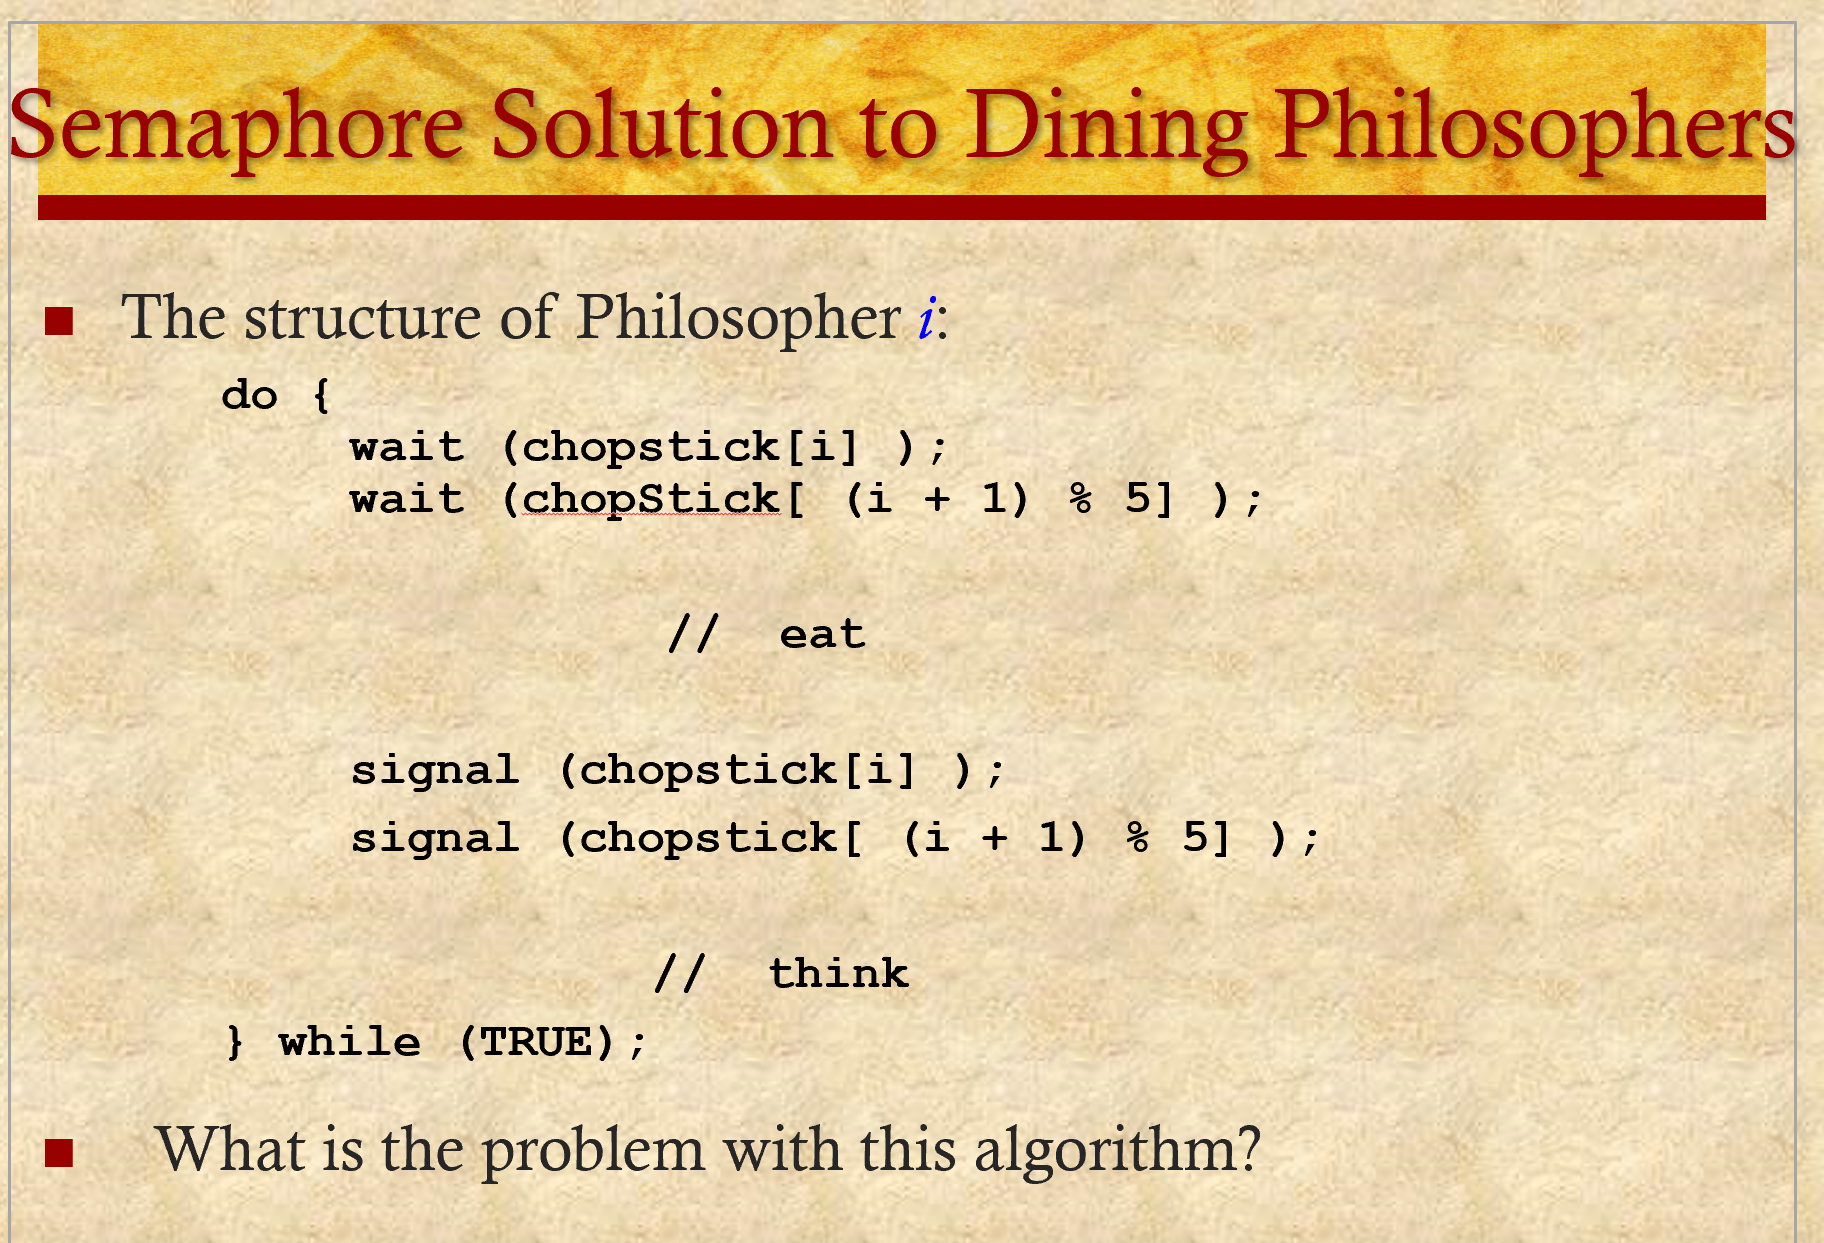 Semaphore Solution to Dining Philosophers
The structure of Philosopher i:
do {
wait (chopstick[i] );
wait (chopStick[ (i + 1) % 5] );
// eat
signal (chopstick[i] );
signal (chopstick[ (i + 1) % 5] );
// think
} while (TRUE);
What is the problem with this algorithm?